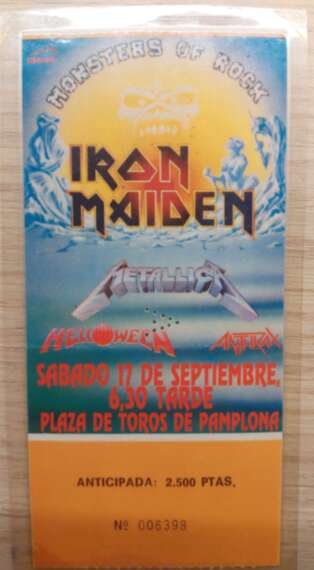 MONSTERS OF ROCK
IRON
MAIDEN
METALLICA
HELLOWEEN ANTHRAX
SABADO 17 DE SEPTIEMBRE,
6,30 TARDE
PLAZA DE TOROS DE PAMPLONA
ANTICIPADA: 2.500 PTAS,
Nº 006398